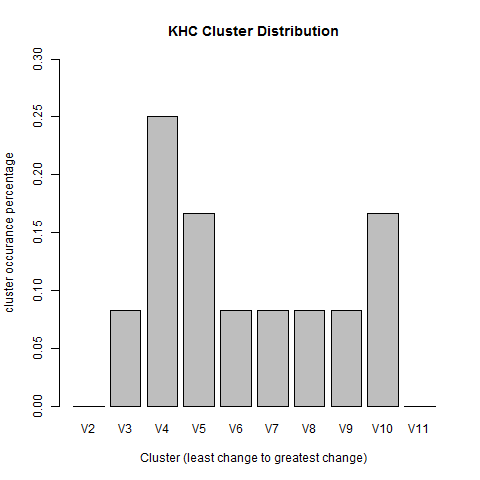 KHC Cluster Distribution
cluster occurance percentage
0.30
0.25
0.20
0.15
0.10
0.05
0.00
V2 V3 V4 V5 V6 V7 V8 V9 V10 V11
Cluster (least change to greatest change)